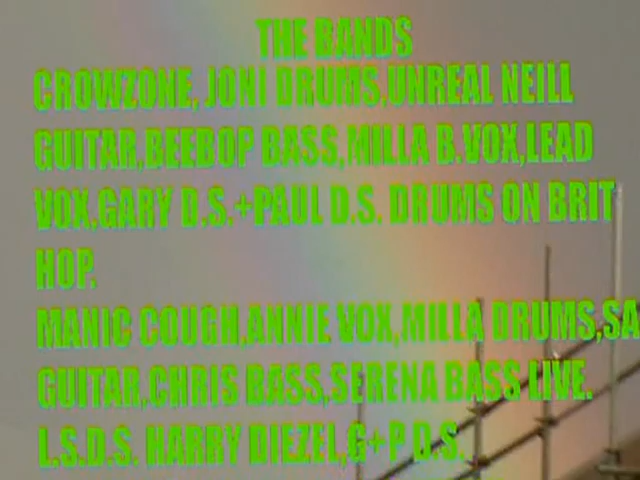 THE BANDS
CROWZONE, JONI DRUMS,UNREAL NEILL
GUITAR,BEEBOP BASS,MILLA B.VOX,LEAD
VOX,GARY D.S.+PAUL D.S. DRUMS ON BRIT
HOP.
MANIC COUGH,ANNIE VOX,MILLA DRUMS,SA
GUITAR,CHRIS BASS,SERENA BASS LIVE.
L.S.D.S. HARRY DIEZEL,G+P D.S.